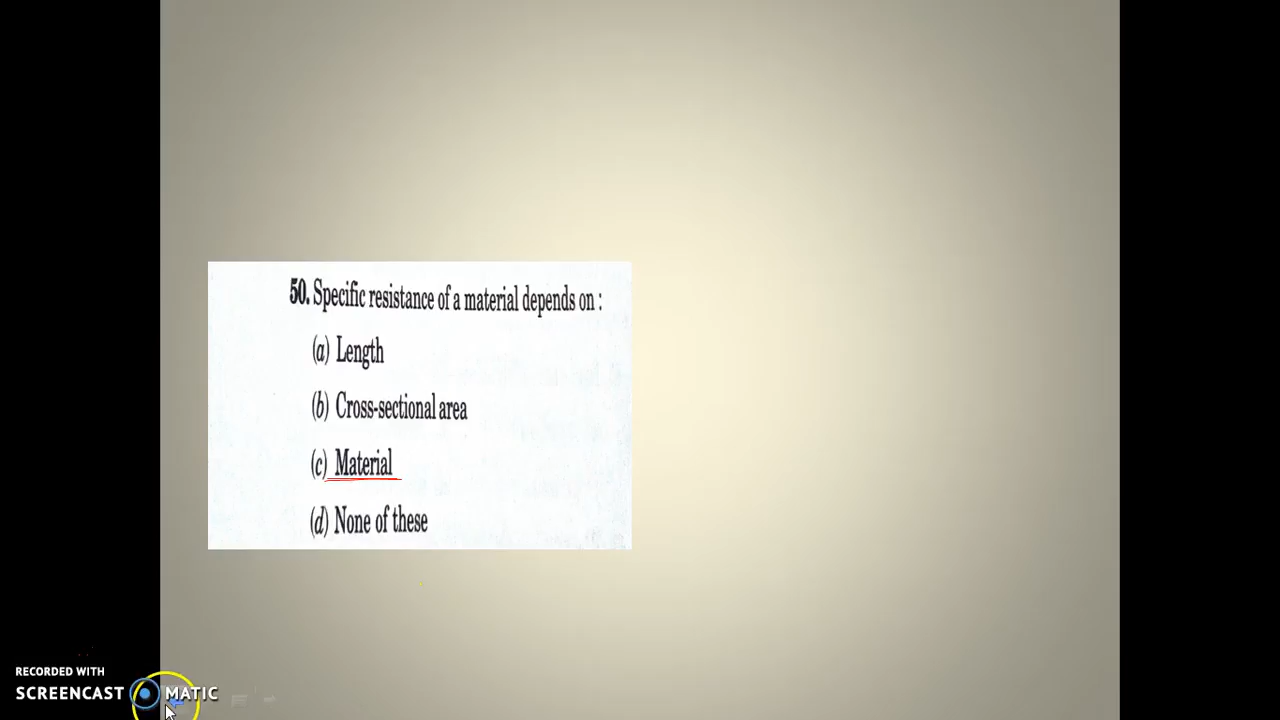 50. Specific resistance of a material depends on :
(a) Length
(b) Cross-sectional area
(c) Material
(d) None of these
RECORDED WITH
SCREENCAST MATIC